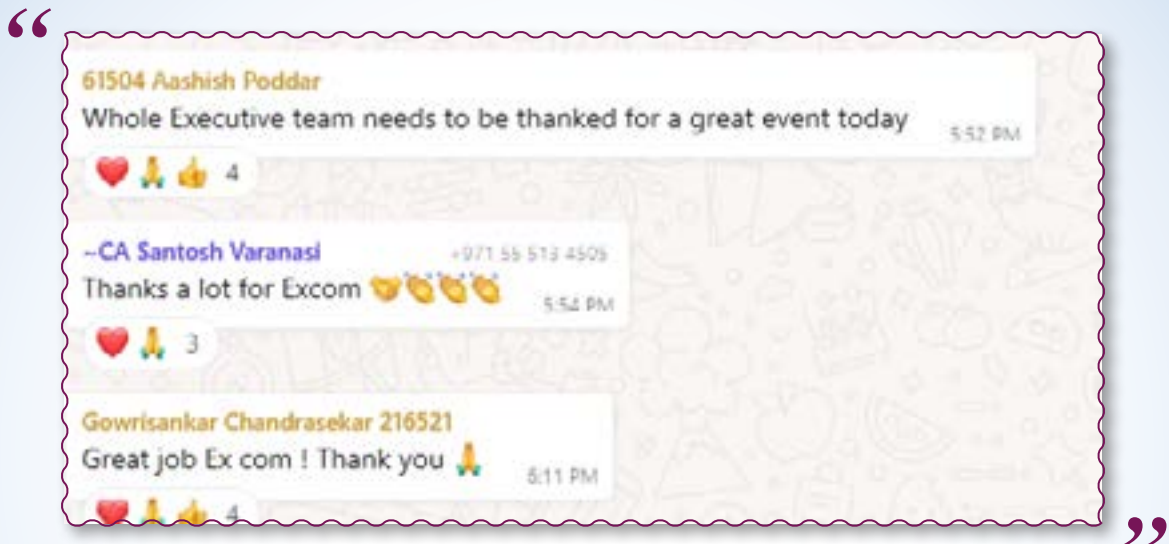 “
61504 Aashish Poddar
Whole Executive team needs to be thanked for a great event today
5:52 PM
❤️🙏👍 4
~CA Santosh Varanasi +971 55 513 4505
Thanks a lot for Excom 🤝👏👏👏
5:54 PM
❤️🙏 3
Gowrisankar Chandrasekar 216521
Great job Ex com ! Thank you 🙏
6:11 PM
❤️🙏👍 4
”